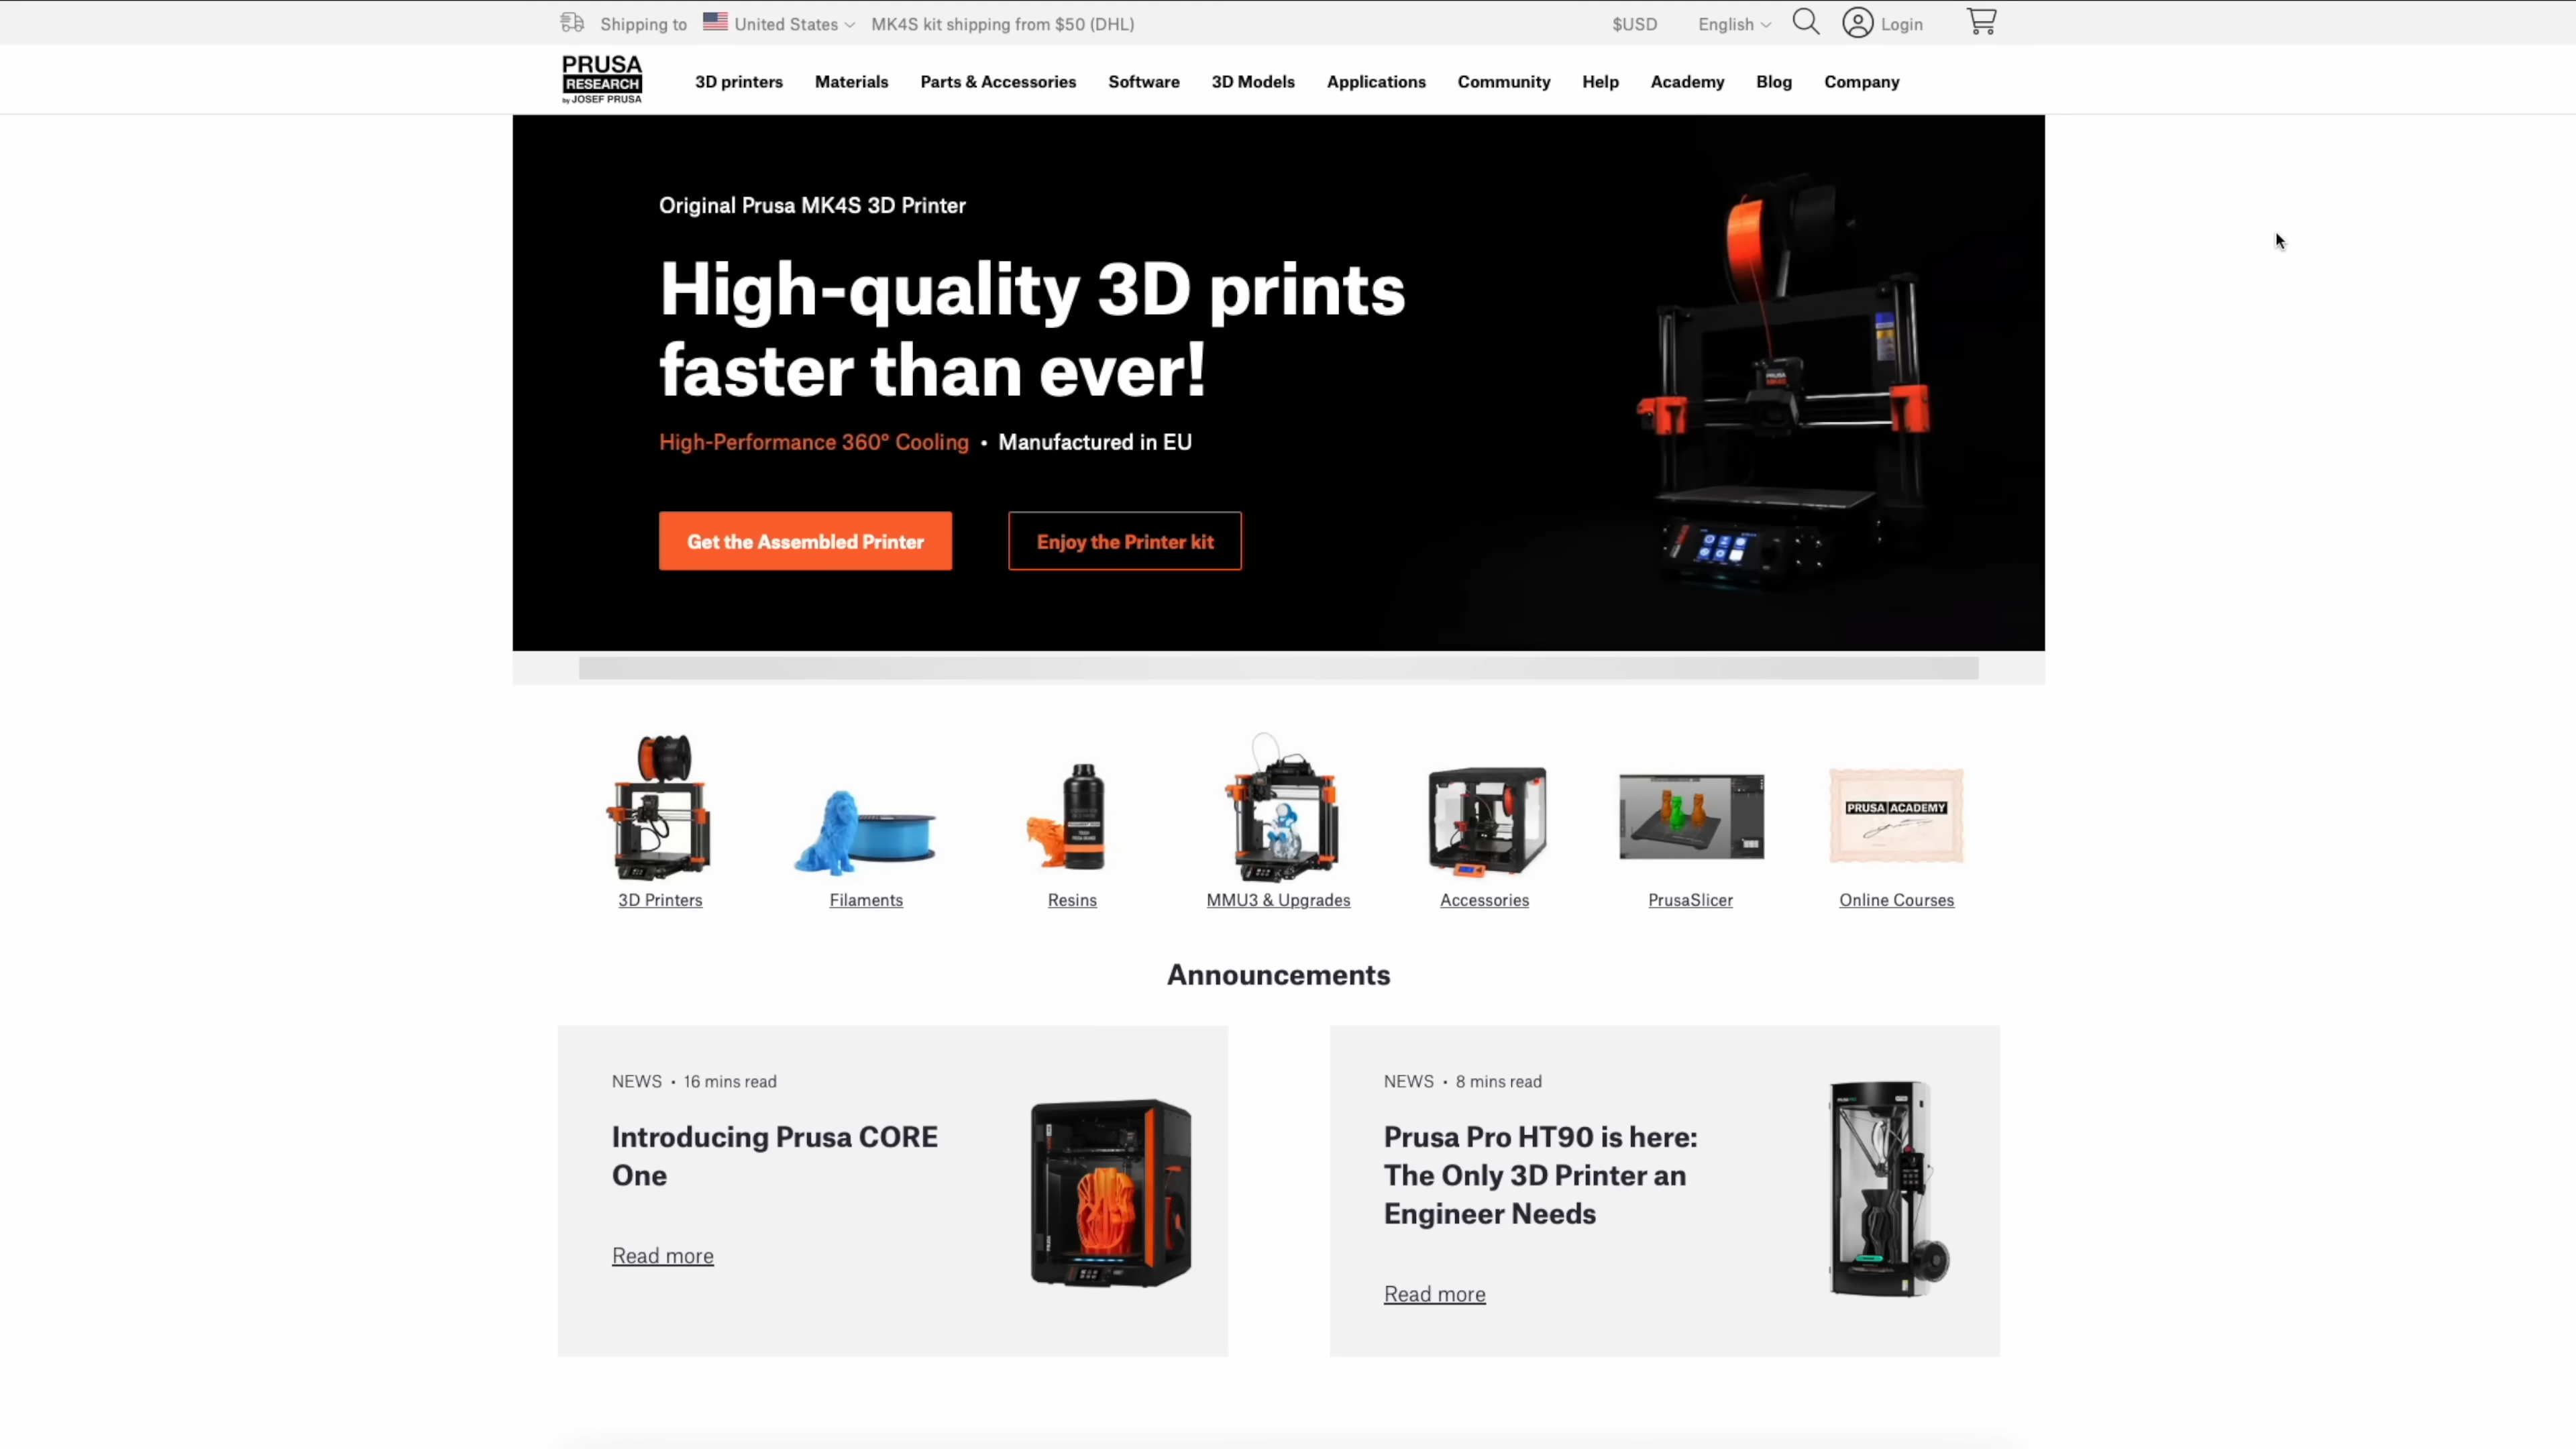 Shipping to United States MK4S kit shipping from $50 (DHL) $USD English Login
PRUSA
RESEARCH
by JOSEF PRUSA
3D printers Materials Parts & Accessories Software 3D Models Applications Community Help Academy Blog Company
Original Prusa MK4S 3D Printer
High-quality 3D prints
faster than ever!
High-Performance 360° Cooling • Manufactured in EU
Get the Assembled Printer Enjoy the Printer kit
PRUSA ACADEMY
3D Printers Filaments Resins MMU3 & Upgrades Accessories PrusaSlicer Online Courses
Announcements
NEWS • 16 mins read
Introducing Prusa CORE
One
Read more
NEWS • 8 mins read
Prusa Pro HT90 is here:
The Only 3D Printer an
Engineer Needs
Read more